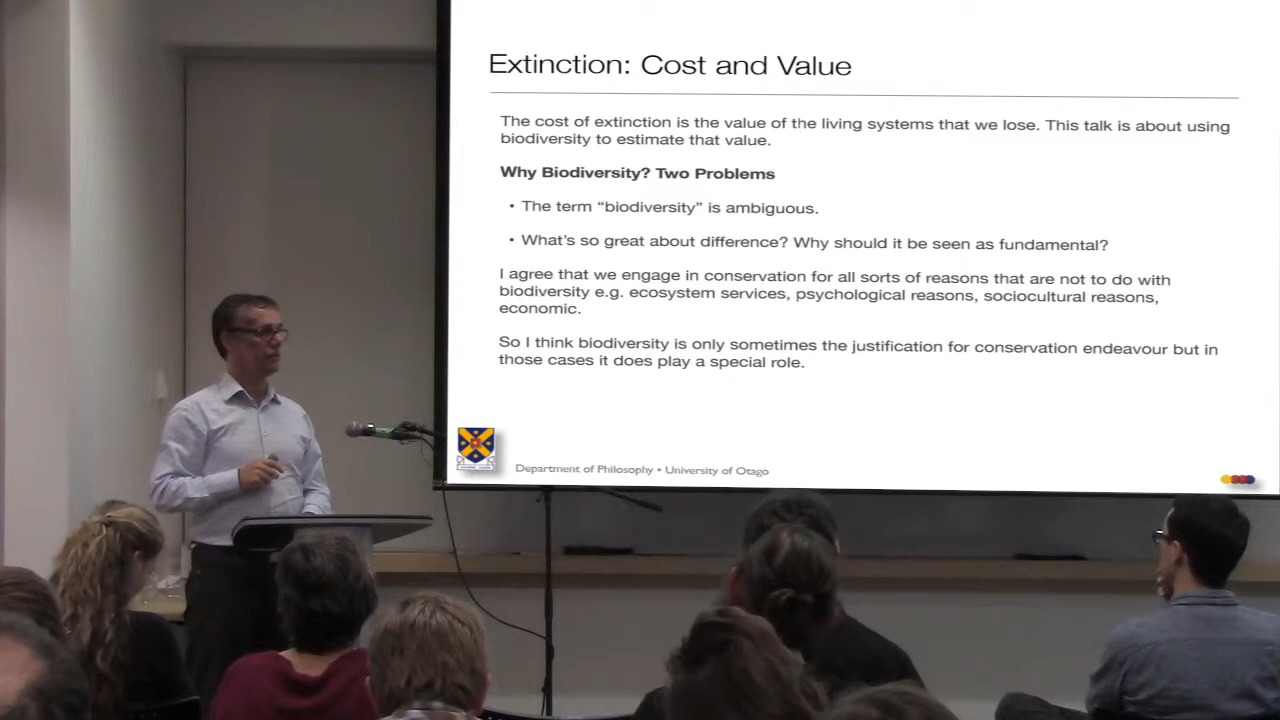 Extinction: Cost and Value
The cost of extinction is the value of the living systems that we lose. This talk is about using
biodiversity to estimate that value.
Why Biodiversity? Two Problems
• The term “biodiversity” is ambiguous.
• What’s so great about difference? Why should it be seen as fundamental?
I agree that we engage in conservation for all sorts of reasons that are not to do with
biodiversity e.g. ecosystem services, psychological reasons, sociocultural reasons,
economic.
So I think biodiversity is only sometimes the justification for conservation endeavour but in
those cases it does play a special role.
Department of Philosophy • University of Otago